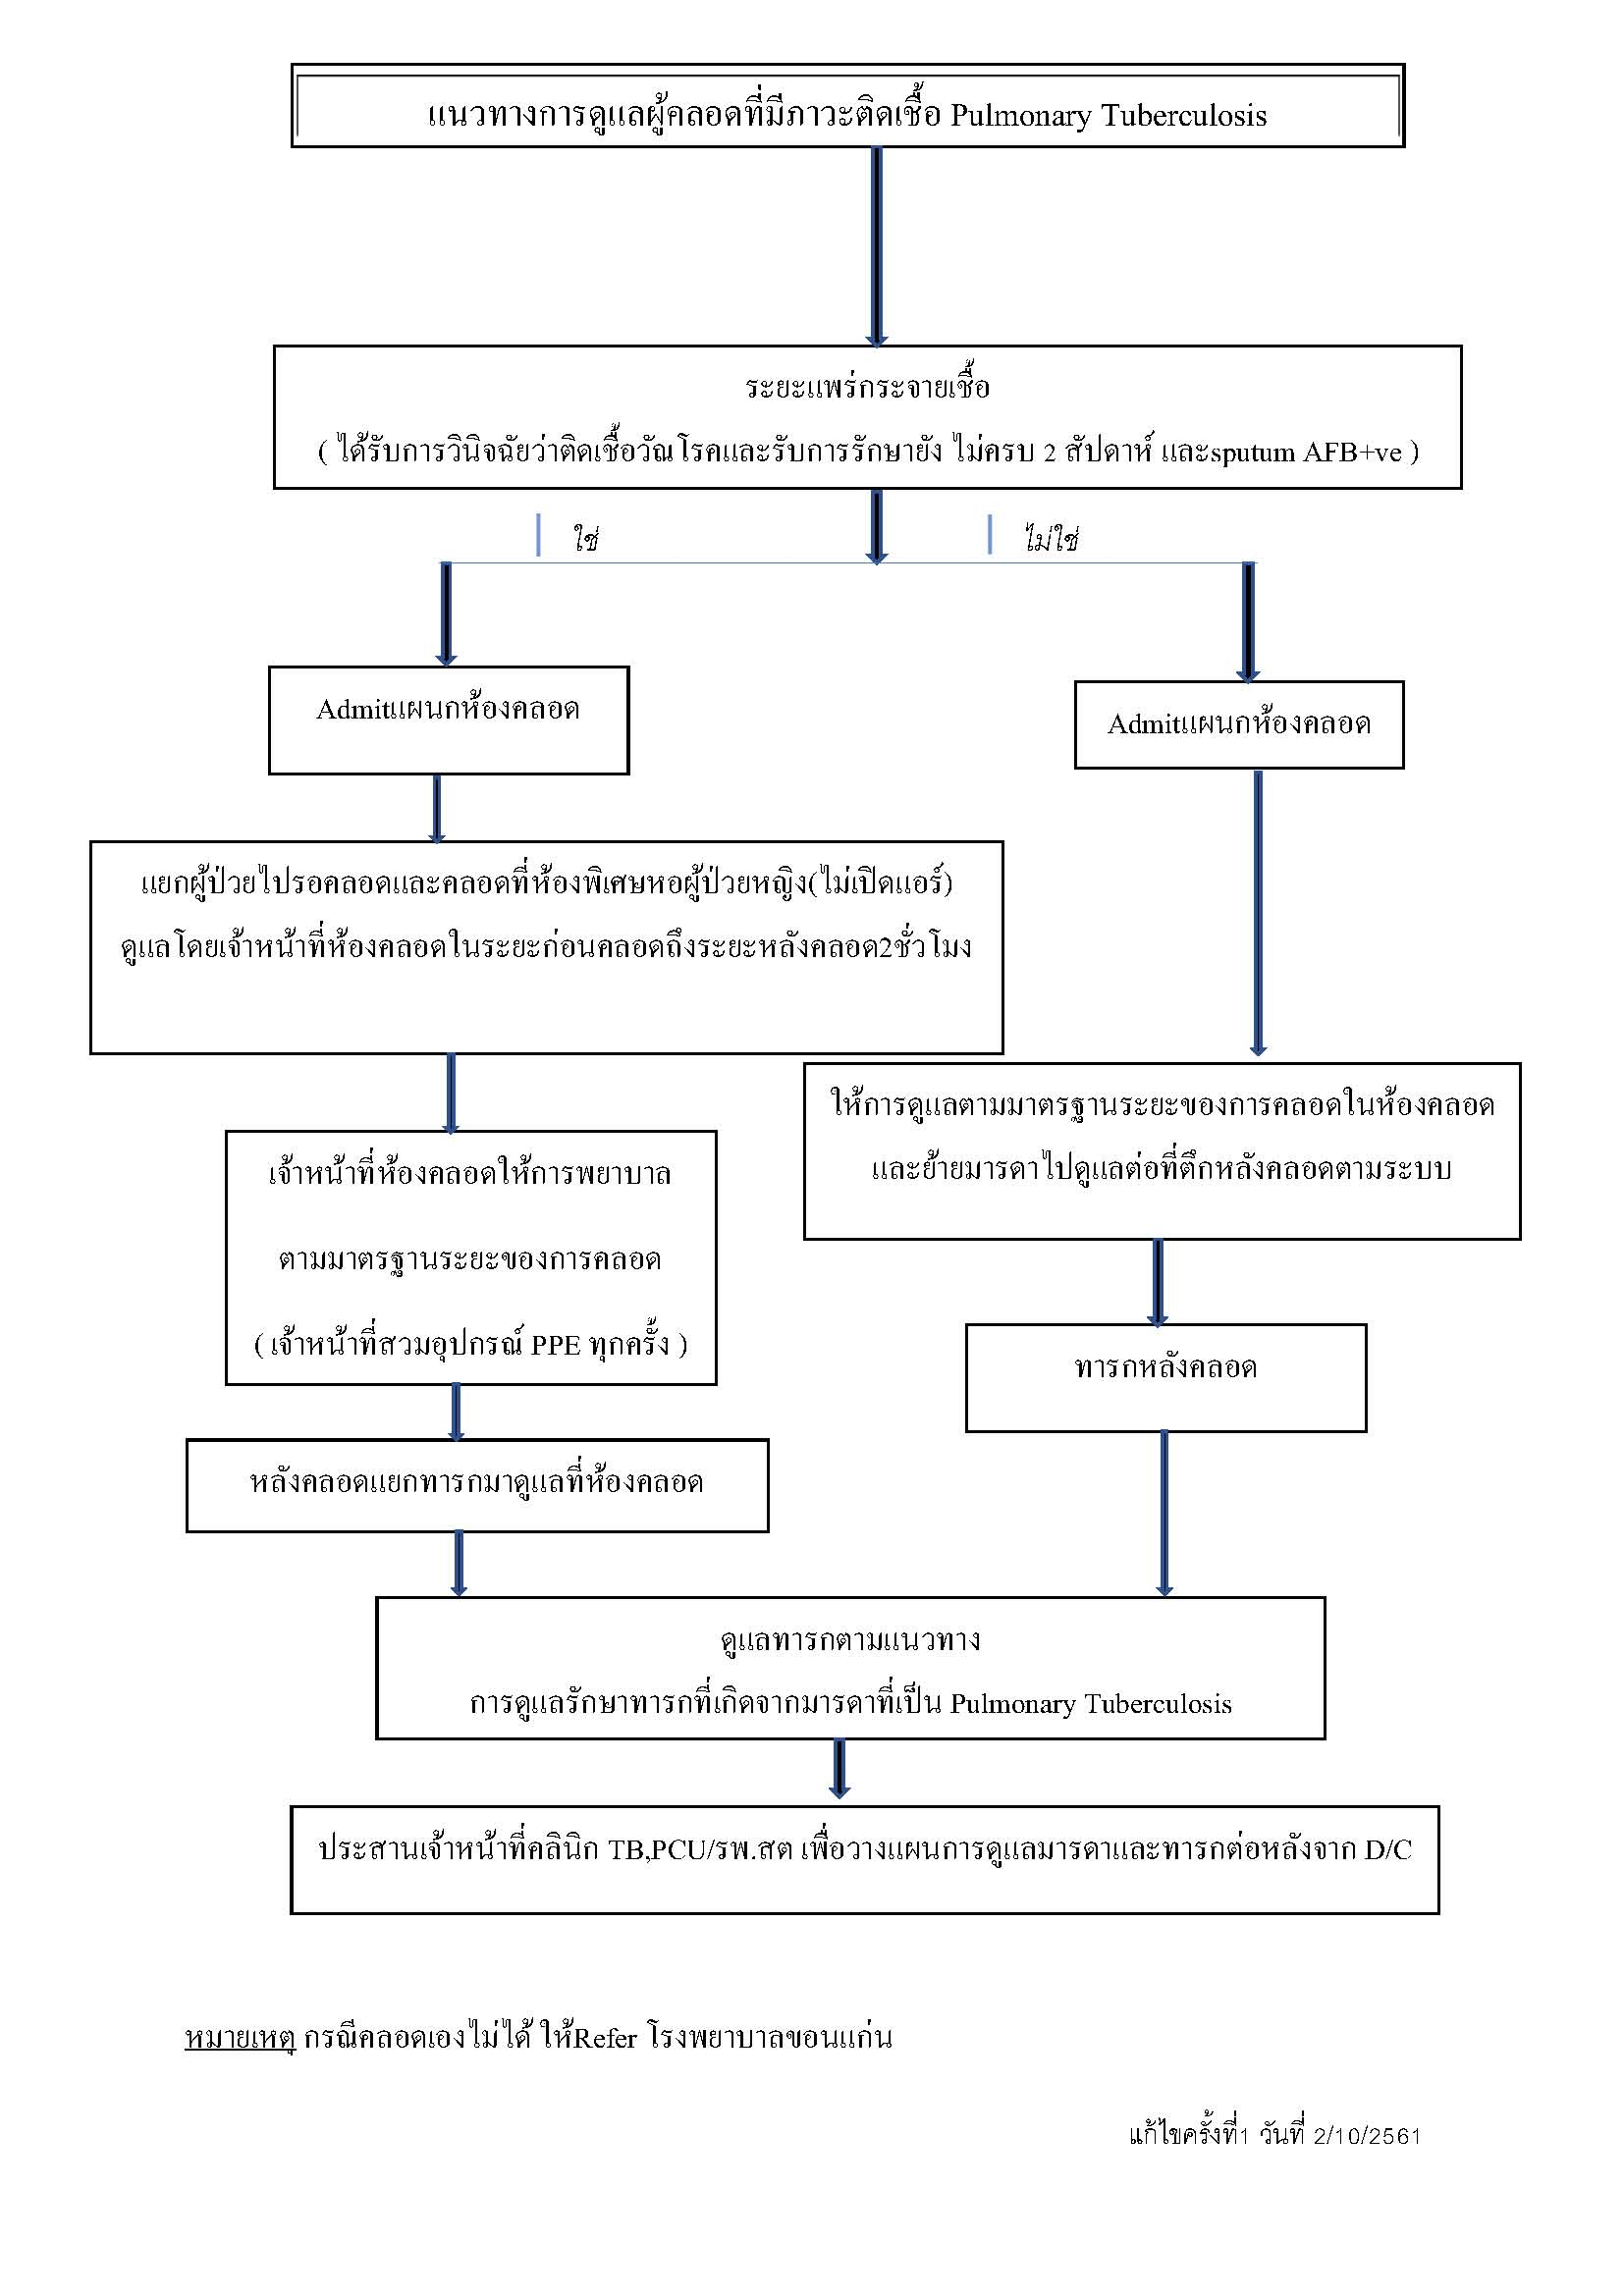 แนวทางการดูแลผู้คลอดที่มีภาวะติดเชื้อ Pulmonary Tuberculosis
ระยะแพร่กระจายเชื้อ
( ได้รับการวินิจฉัยว่าติดเชื้อวัณโรคและรับการรักษายัง ไม่ครบ 2 สัปดาห์ และsputum AFB+ve )
ใช่
ไม่ใช่
Admitแผนกห้องคลอด
Admitแผนกห้องคลอด
แยกผู้ป่วยไปรอคลอดและคลอดที่ห้องพิเศษหอผู้ป่วยหญิง(ไม่เปิดแอร์)
ดูแลโดยเจ้าหน้าที่ห้องคลอดในระยะก่อนคลอดถึงระยะหลังคลอด2ชั่วโมง
ให้การดูแลตามมาตรฐานระยะของการคลอดในห้องคลอด
และย้ายมารดาไปดูแลต่อที่ตึกหลังคลอดตามระบบ
เจ้าหน้าที่ห้องคลอดให้การพยาบาล
ตามมาตรฐานระยะของการคลอด
( เจ้าหน้าที่สวมอุปกรณ์ PPE ทุกครั้ง )
ทารกหลังคลอด
หลังคลอดแยกทารกมาดูแลที่ห้องคลอด
ดูแลทารกตามแนวทาง
การดูแลรักษาทารกที่เกิดจากมารดาที่เป็น Pulmonary Tuberculosis
ประสานเจ้าหน้าที่คลินิก TB,PCU/รพ.สต เพื่อวางแผนการดูแลมารดาและทารกต่อหลังจาก D/C
หมายเหตุ กรณีคลอดเองไม่ได้ ให้Refer โรงพยาบาลขอนแก่น
แก้ไขครั้งที่1 วันที่ 2/10/2561